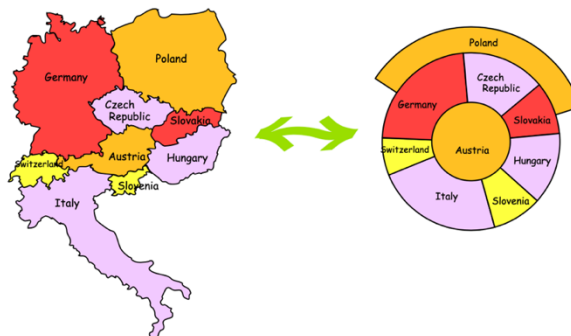 Germany
Poland
Czech
Republic
Slovakia
Switzerland
Austria
Hungary
Slovenia
Italy
Poland
Czech
Republic
Germany
Slovakia
Switzerland
Austria
Hungary
Italy
Slovenia